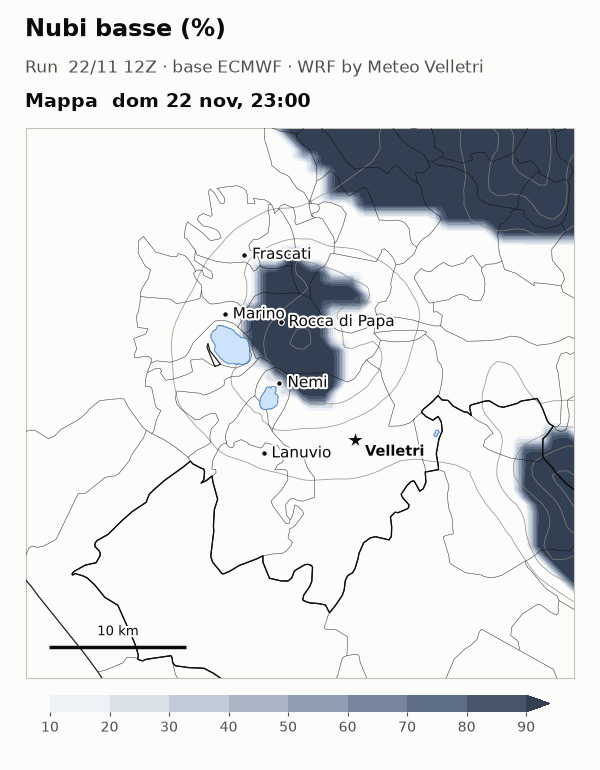 Nubi basse (%)
Run  22/11 12Z · base ECMWF · WRF by Meteo Velletri
Mappa  dom 22 nov, 23:00
Frascati
Marino
Rocca di Papa
Nemi
Velletri
Lanuvio
10 km
10 20 30 40 50 60 70 80 90